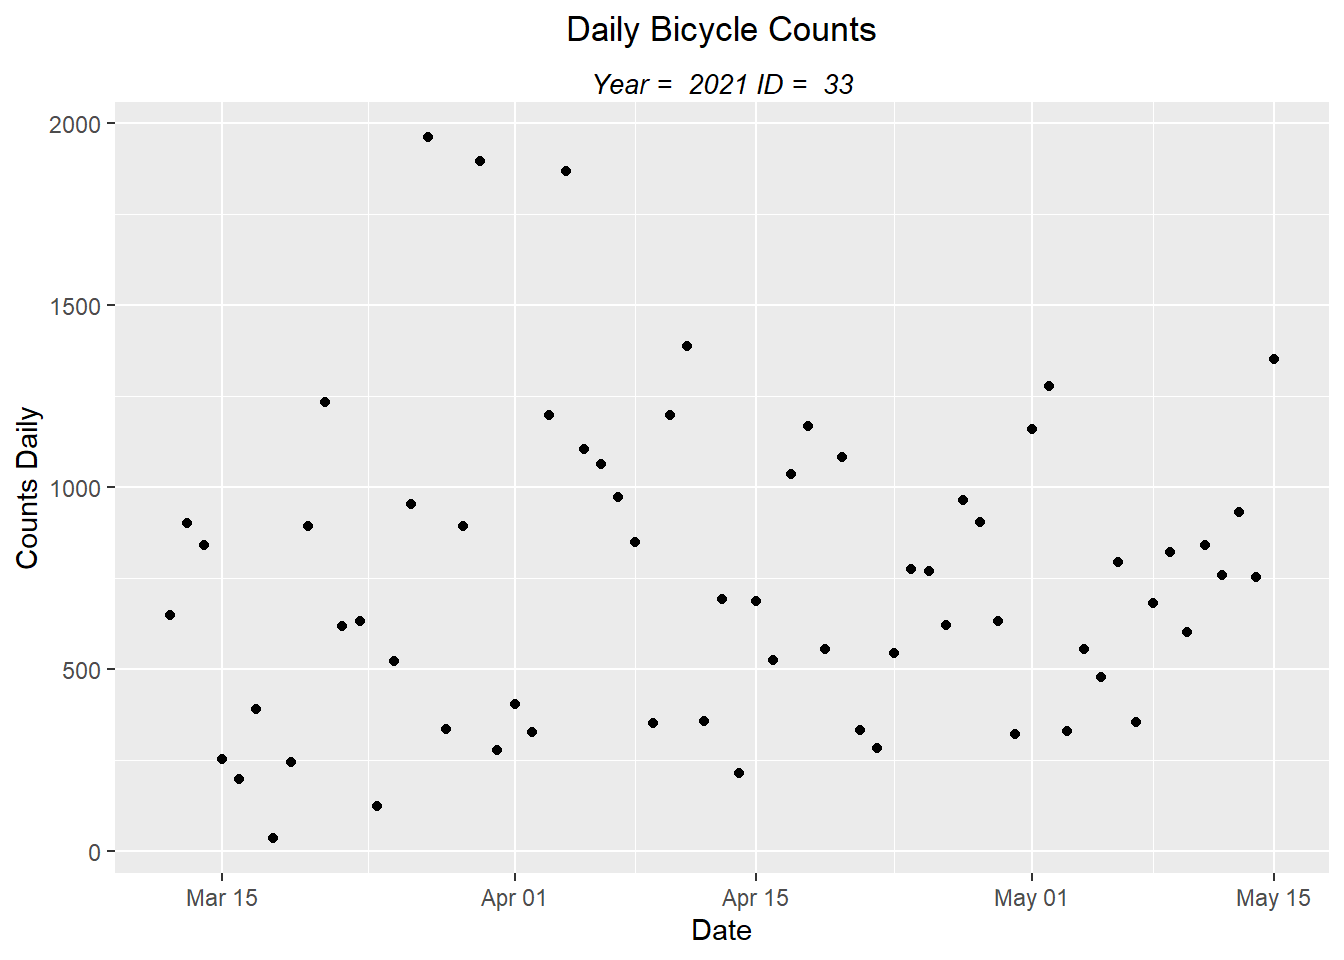 Daily Bicycle Counts
Year =  2021 ID =  33
2000
1500
1000
500
0
Counts Daily
Mar 15
Apr 01
Apr 15
May 01
May 15
Date